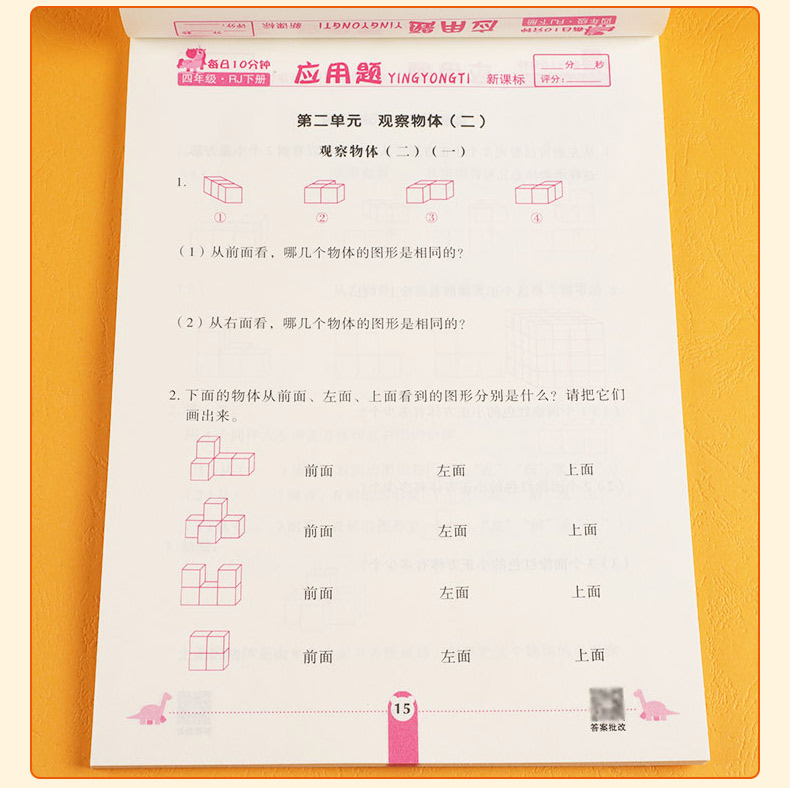 每日10分钟
四年级·RJ下册
应用题 YINGYONGTI 新课标
分 秒
评分：
第二单元 观察物体（二）
观察物体（二）（一）
1.
① ② ③ ④
（1）从前面看，哪几个物体的图形是相同的？
（2）从右面看，哪几个物体的图形是相同的？
2. 下面的物体从前面、左面、上面看到的图形分别是什么？请把它们
画出来。
前面 左面 上面
前面 左面 上面
前面 左面 上面
前面 左面 上面
15
答案批改